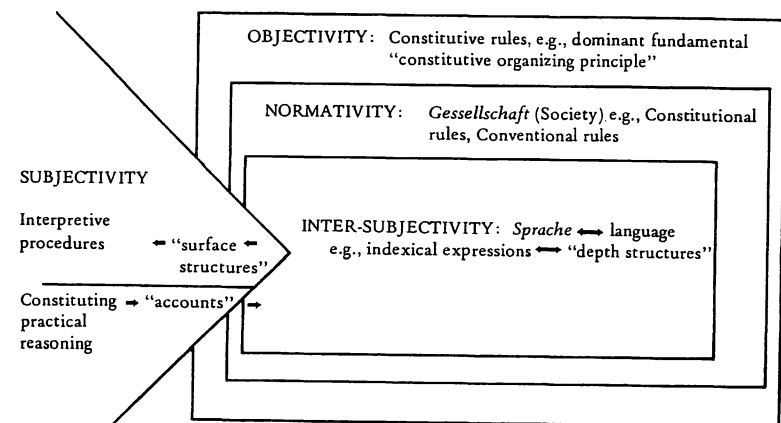 OBJECTIVITY: Constitutive rules, e.g., dominant fundamental
“constitutive organizing principle”
NORMATIVITY: Gessellschaft (Society) e.g., Constitutional
rules, Conventional rules
SUBJECTIVITY
Interpretive
procedures ← “surface ←
structures”
INTER-SUBJECTIVITY: Sprache ↔ language
e.g., indexical expressions ↔ “depth structures”
Constituting → “accounts” →
practical
reasoning